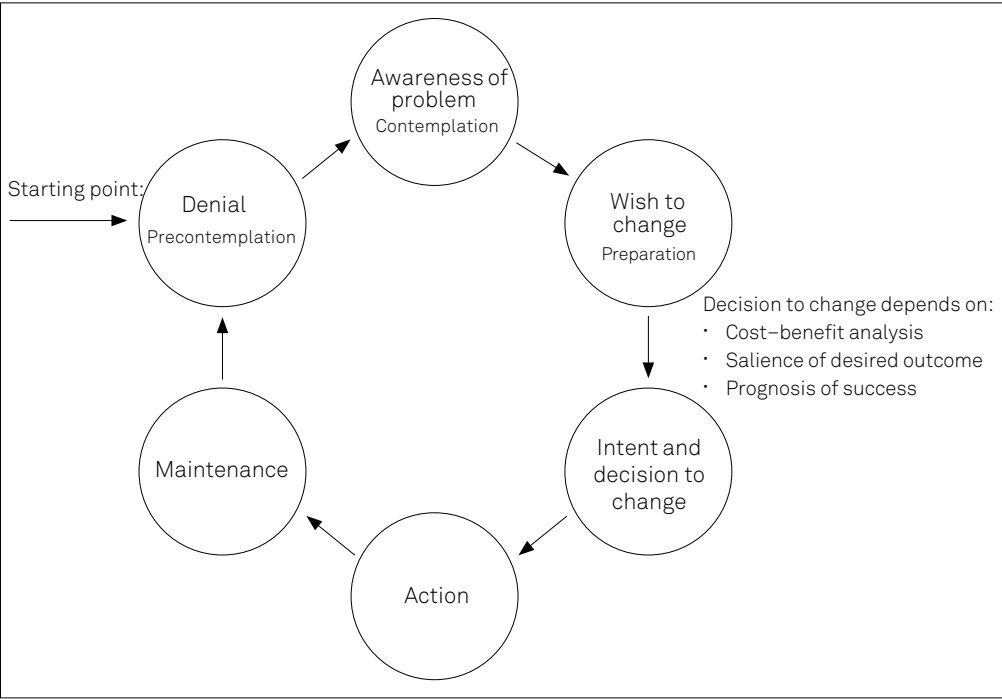 Awareness of
problem
Contemplation
Starting point:
Denial
Precontemplation
Wish to
change
Preparation
Decision to change depends on:
· Cost–benefit analysis
· Salience of desired outcome
· Prognosis of success
Intent and
decision to
change
Maintenance
Action